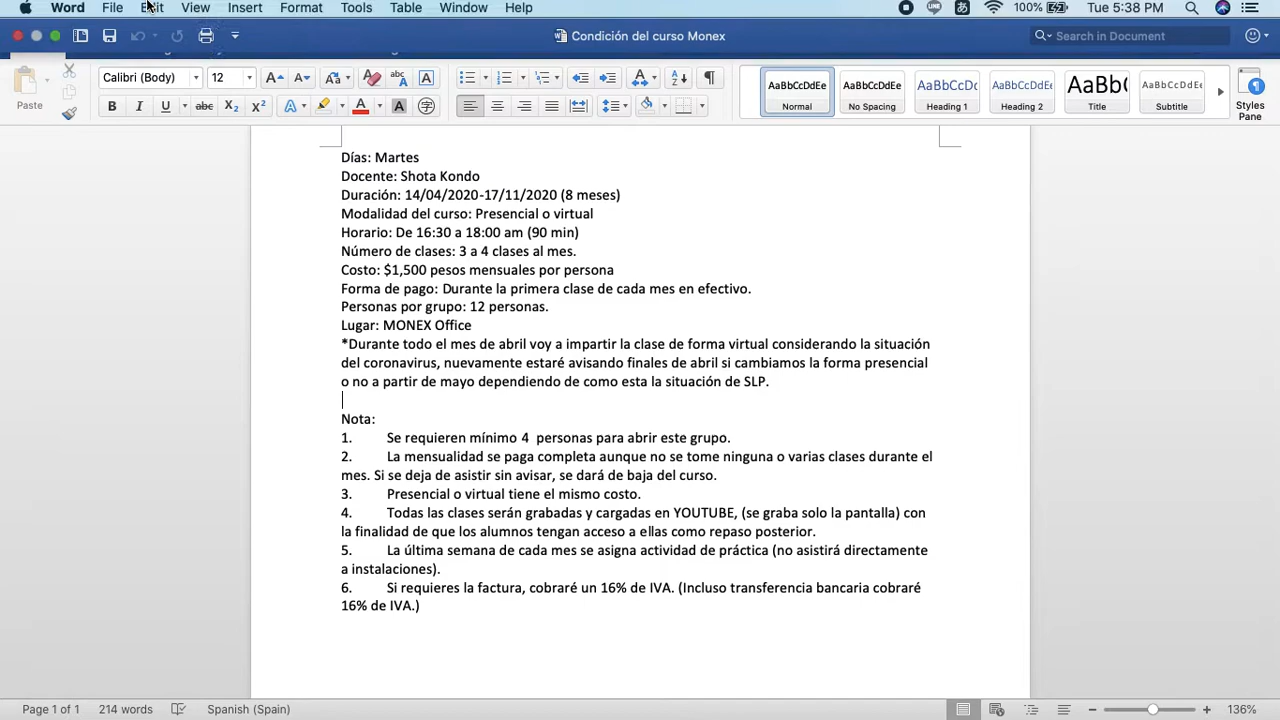 Word File Edit View Insert Format Tools Table Window Help 100% Tue 5:38 PM
Condición del curso Monex Search in Document
Paste Calibri (Body) 12 AaBbCcDdEe AaBbCcDdEe AaBbCcDc AaBbCcDdEe AaBbC AaBbCcDdEe
Normal No Spacing Heading 1 Heading 2 Title Subtitle Styles Pane
Días: Martes
Docente: Shota Kondo
Duración: 14/04/2020-17/11/2020 (8 meses)
Modalidad del curso: Presencial o virtual
Horario: De 16:30 a 18:00 am (90 min)
Número de clases: 3 a 4 clases al mes.
Costo: $1,500 pesos mensuales por persona
Forma de pago: Durante la primera clase de cada mes en efectivo.
Personas por grupo: 12 personas.
Lugar: MONEX Office
*Durante todo el mes de abril voy a impartir la clase de forma virtual considerando la situación
del coronavirus, nuevamente estaré avisando finales de abril si cambiamos la forma presencial
o no a partir de mayo dependiendo de como esta la situación de SLP.
Nota:
1. Se requieren mínimo 4 personas para abrir este grupo.
2. La mensualidad se paga completa aunque no se tome ninguna o varias clases durante el
mes. Si se deja de asistir sin avisar, se dará de baja del curso.
3. Presencial o virtual tiene el mismo costo.
4. Todas las clases serán grabadas y cargadas en YOUTUBE, (se graba solo la pantalla) con
la finalidad de que los alumnos tengan acceso a ellas como repaso posterior.
5. La última semana de cada mes se asigna actividad de práctica (no asistirá directamente
a instalaciones).
6. Si requieres la factura, cobraré un 16% de IVA. (Incluso transferencia bancaria cobraré
16% de IVA.)
Page 1 of 1 214 words Spanish (Spain) 136%